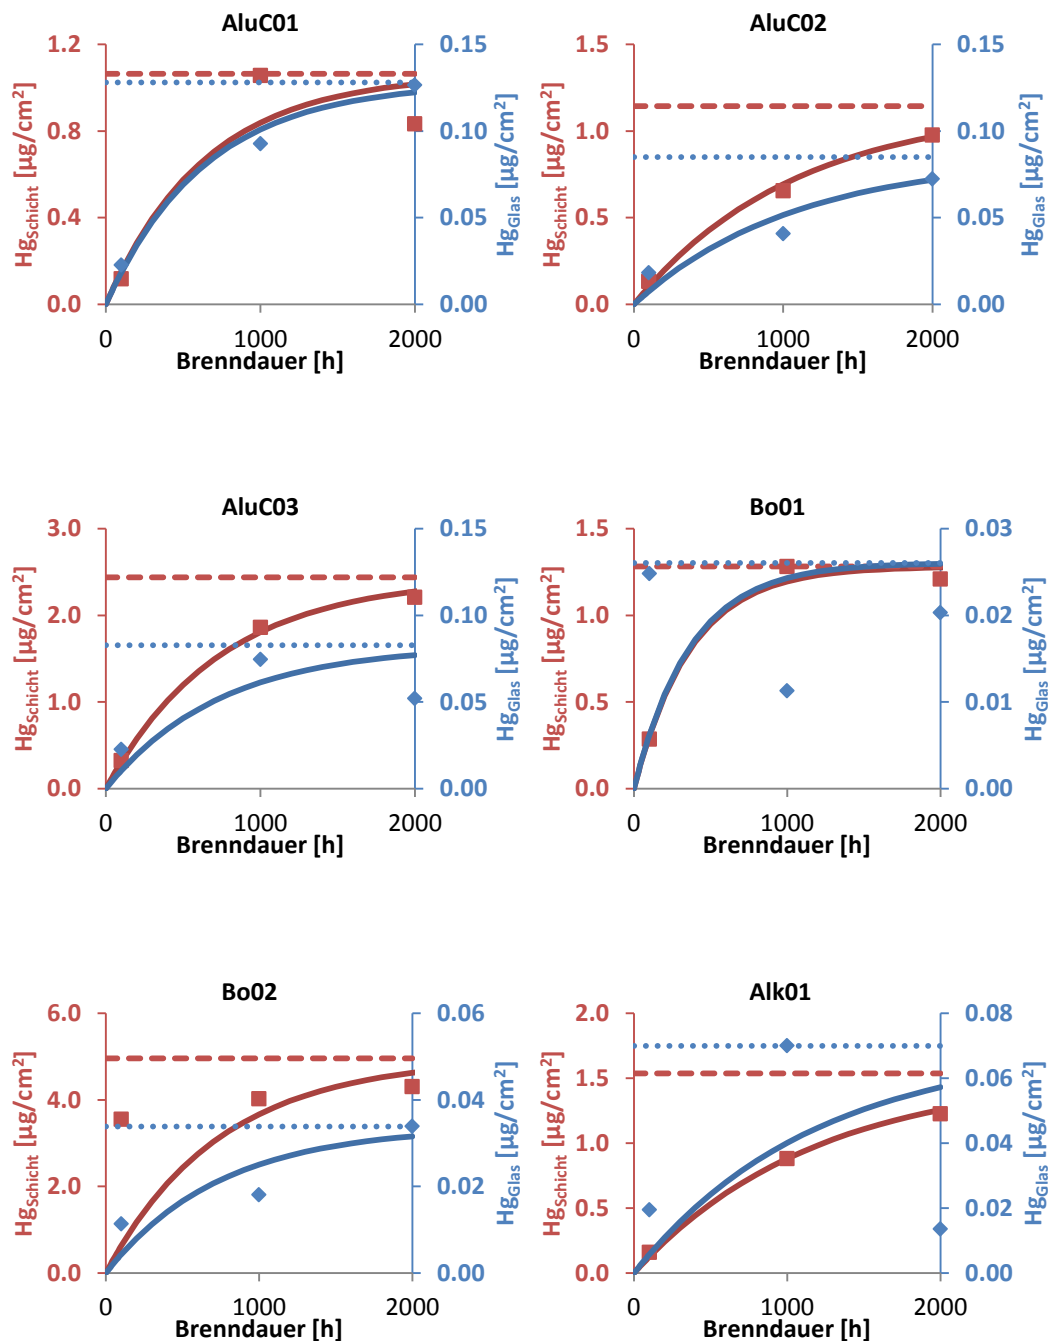 AluC01
1.2
0.8
0.4
0.0
Hg_Schicht [µg/cm²]
0.15
0.10
0.05
0.00
Hg_Glas [µg/cm²]
0 1000 2000
Brenndauer [h]
AluC02
1.5
1.0
0.5
0.0
Hg_Schicht [µg/cm²]
0.15
0.10
0.05
0.00
Hg_Glas [µg/cm²]
0 1000 2000
Brenndauer [h]
AluC03
3.0
2.0
1.0
0.0
Hg_Schicht [µg/cm²]
0.15
0.10
0.05
0.00
Hg_Glas [µg/cm²]
0 1000 2000
Brenndauer [h]
Bo01
1.5
1.0
0.5
0.0
Hg_Schicht [µg/cm²]
0.03
0.02
0.01
0.00
Hg_Glas [µg/cm²]
0 1000 2000
Brenndauer [h]
Bo02
6.0
4.0
2.0
0.0
Hg_Schicht [µg/cm²]
0.06
0.04
0.02
0.00
Hg_Glas [µg/cm²]
0 1000 2000
Brenndauer [h]
Alk01
2.0
1.5
1.0
0.5
0.0
Hg_Schicht [µg/cm²]
0.08
0.06
0.04
0.02
0.00
Hg_Glas [µg/cm²]
0 1000 2000
Brenndauer [h]